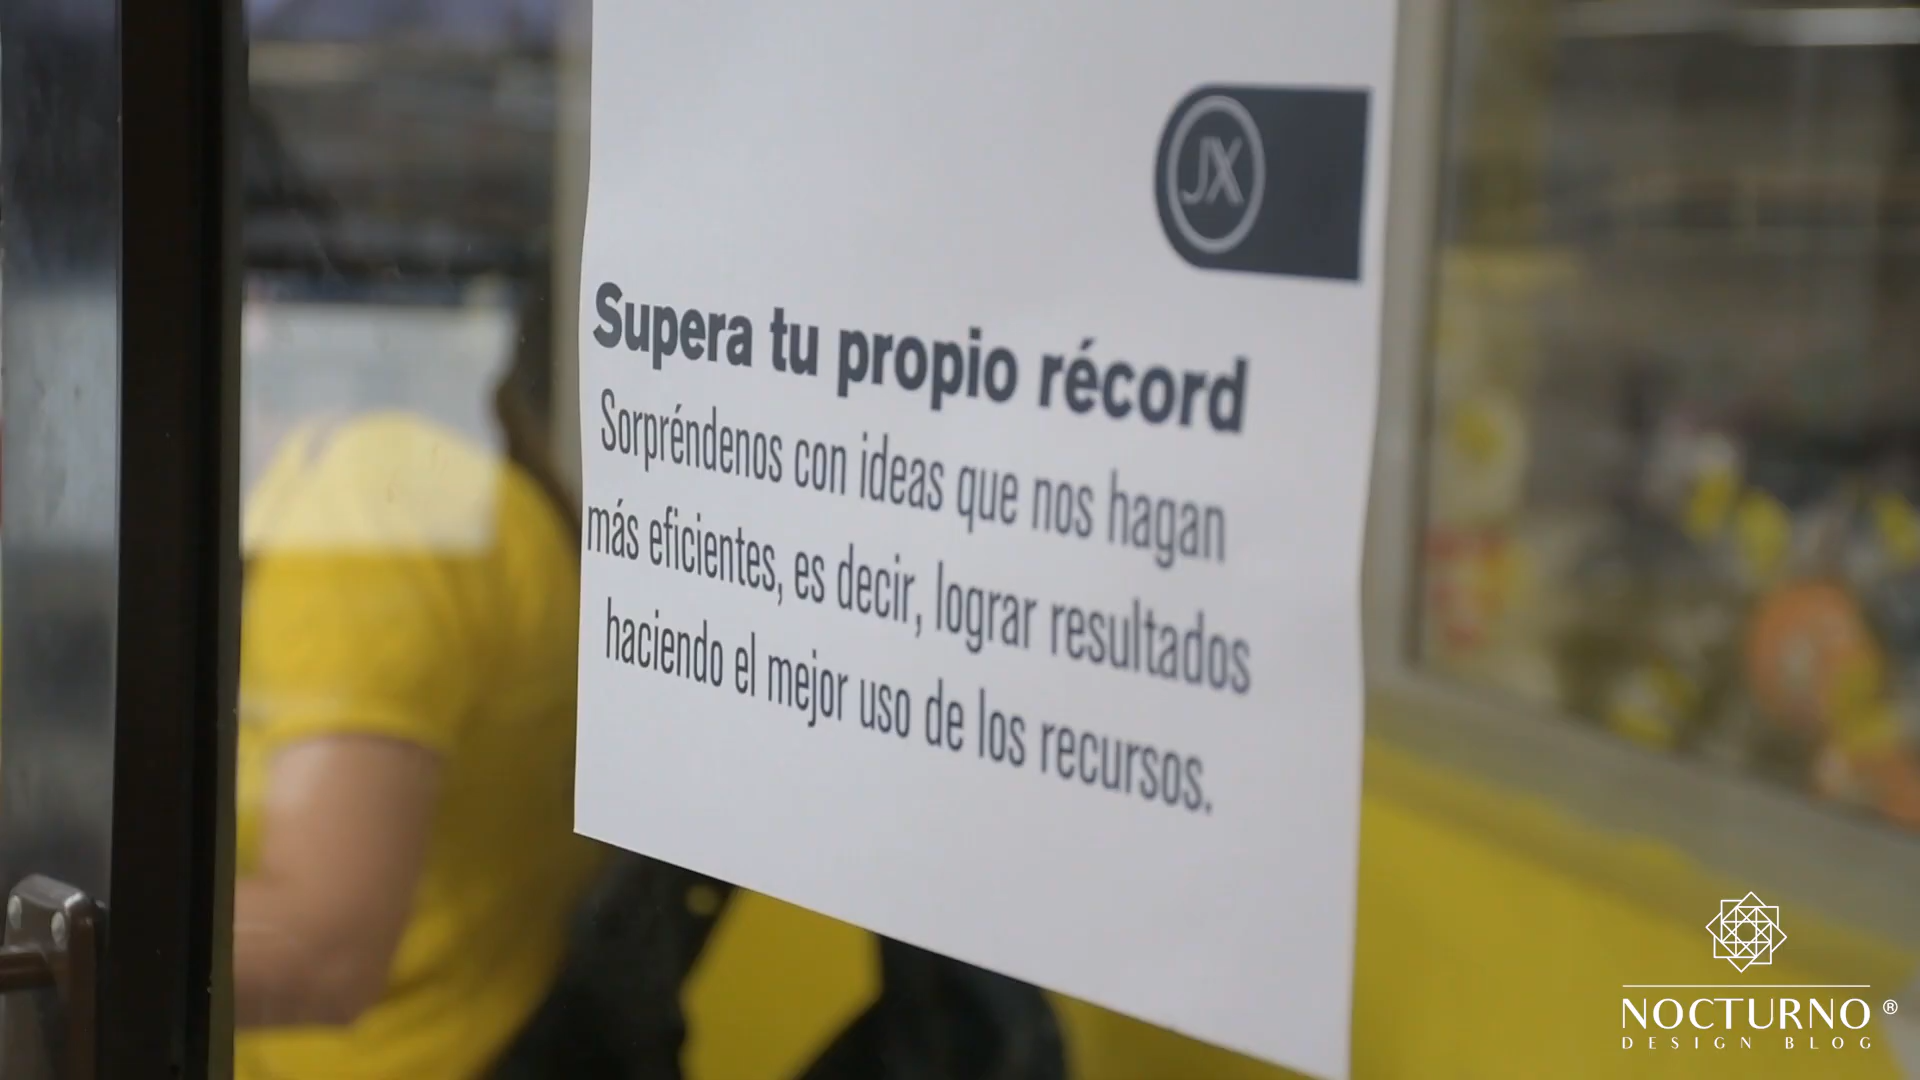 JX
Supera tu propio récord
Sorpréndenos con ideas que nos hagan
más eficientes, es decir, lograr resultados
haciendo el mejor uso de los recursos.
NOCTURNO ®
DESIGN BLOG